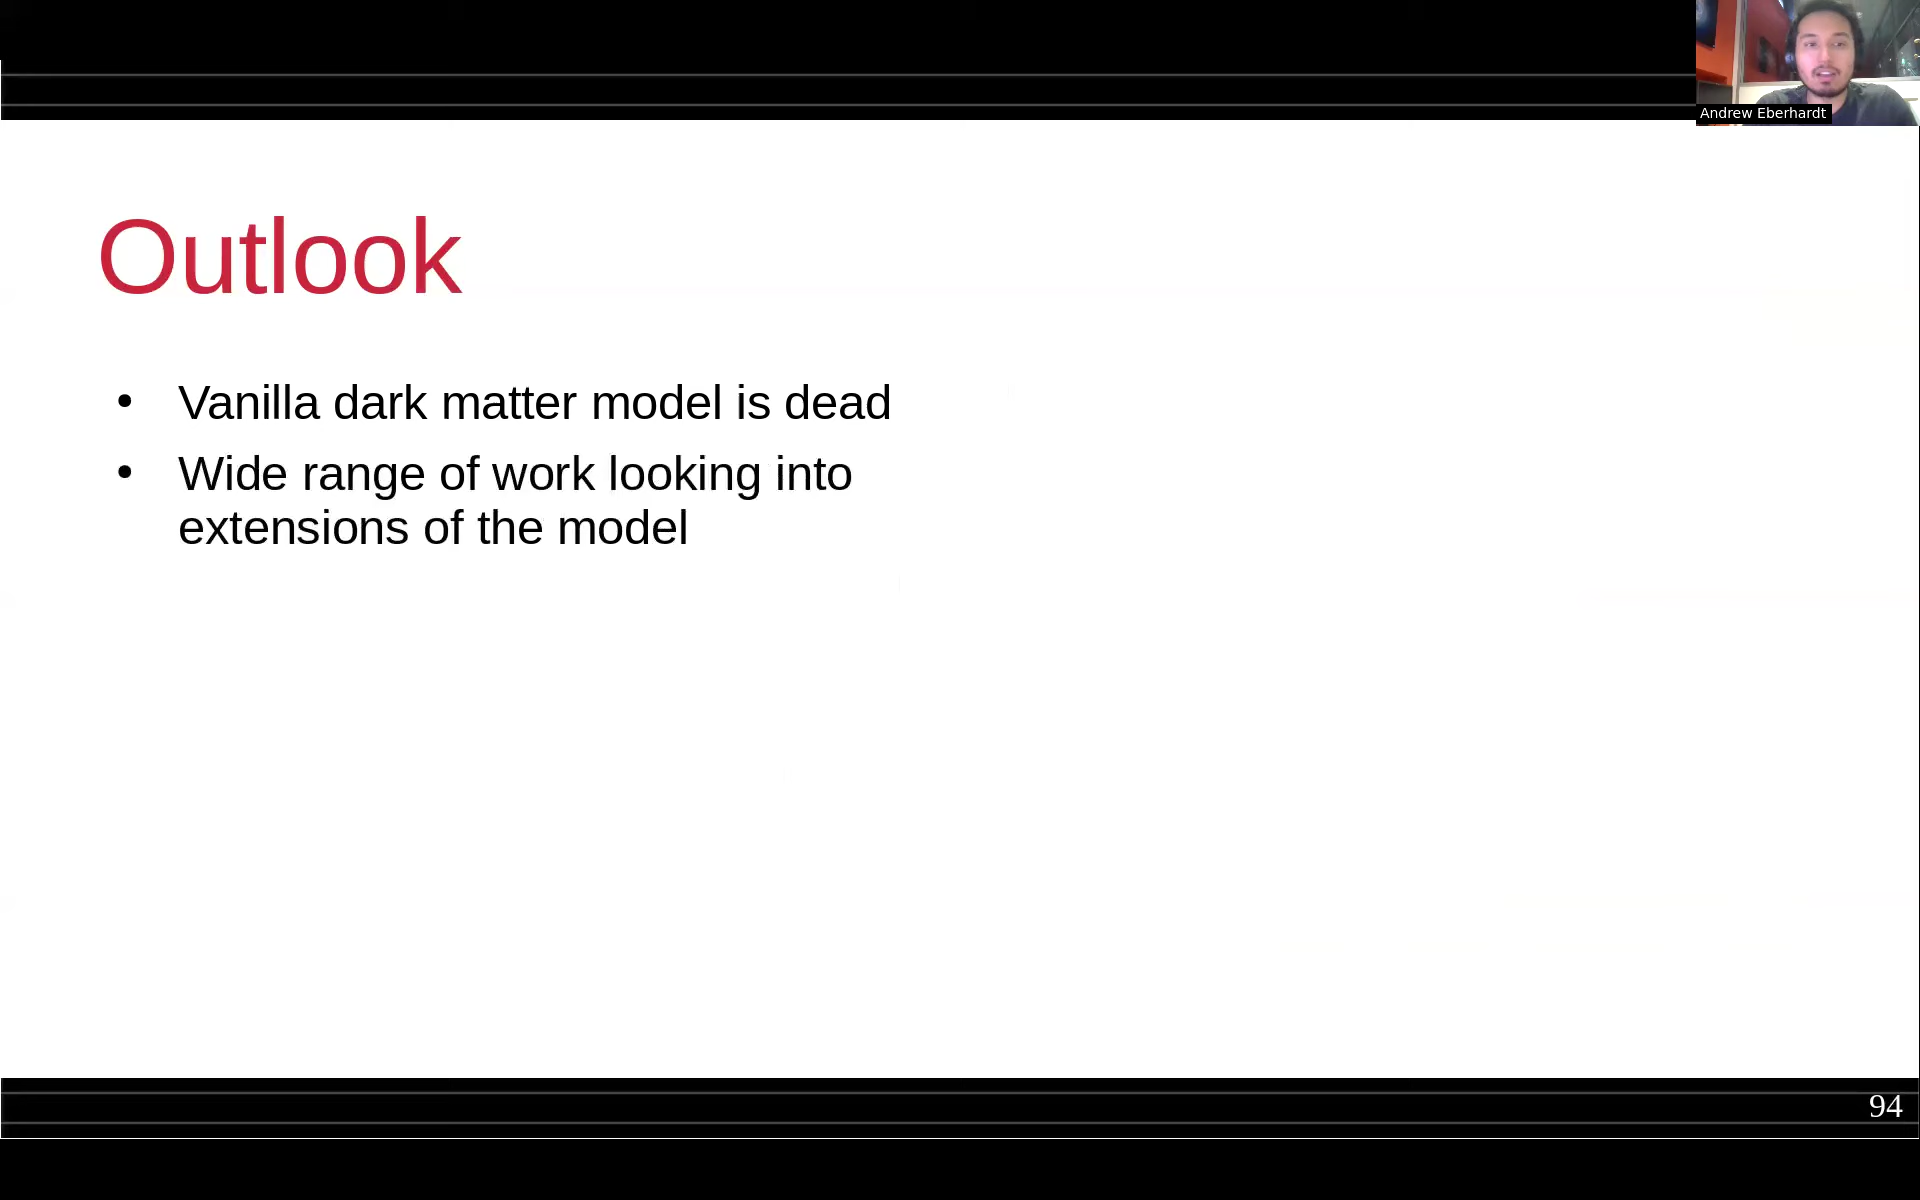 Andrew Eberhardt
Outlook
• Vanilla dark matter model is dead
• Wide range of work looking into
extensions of the model
94